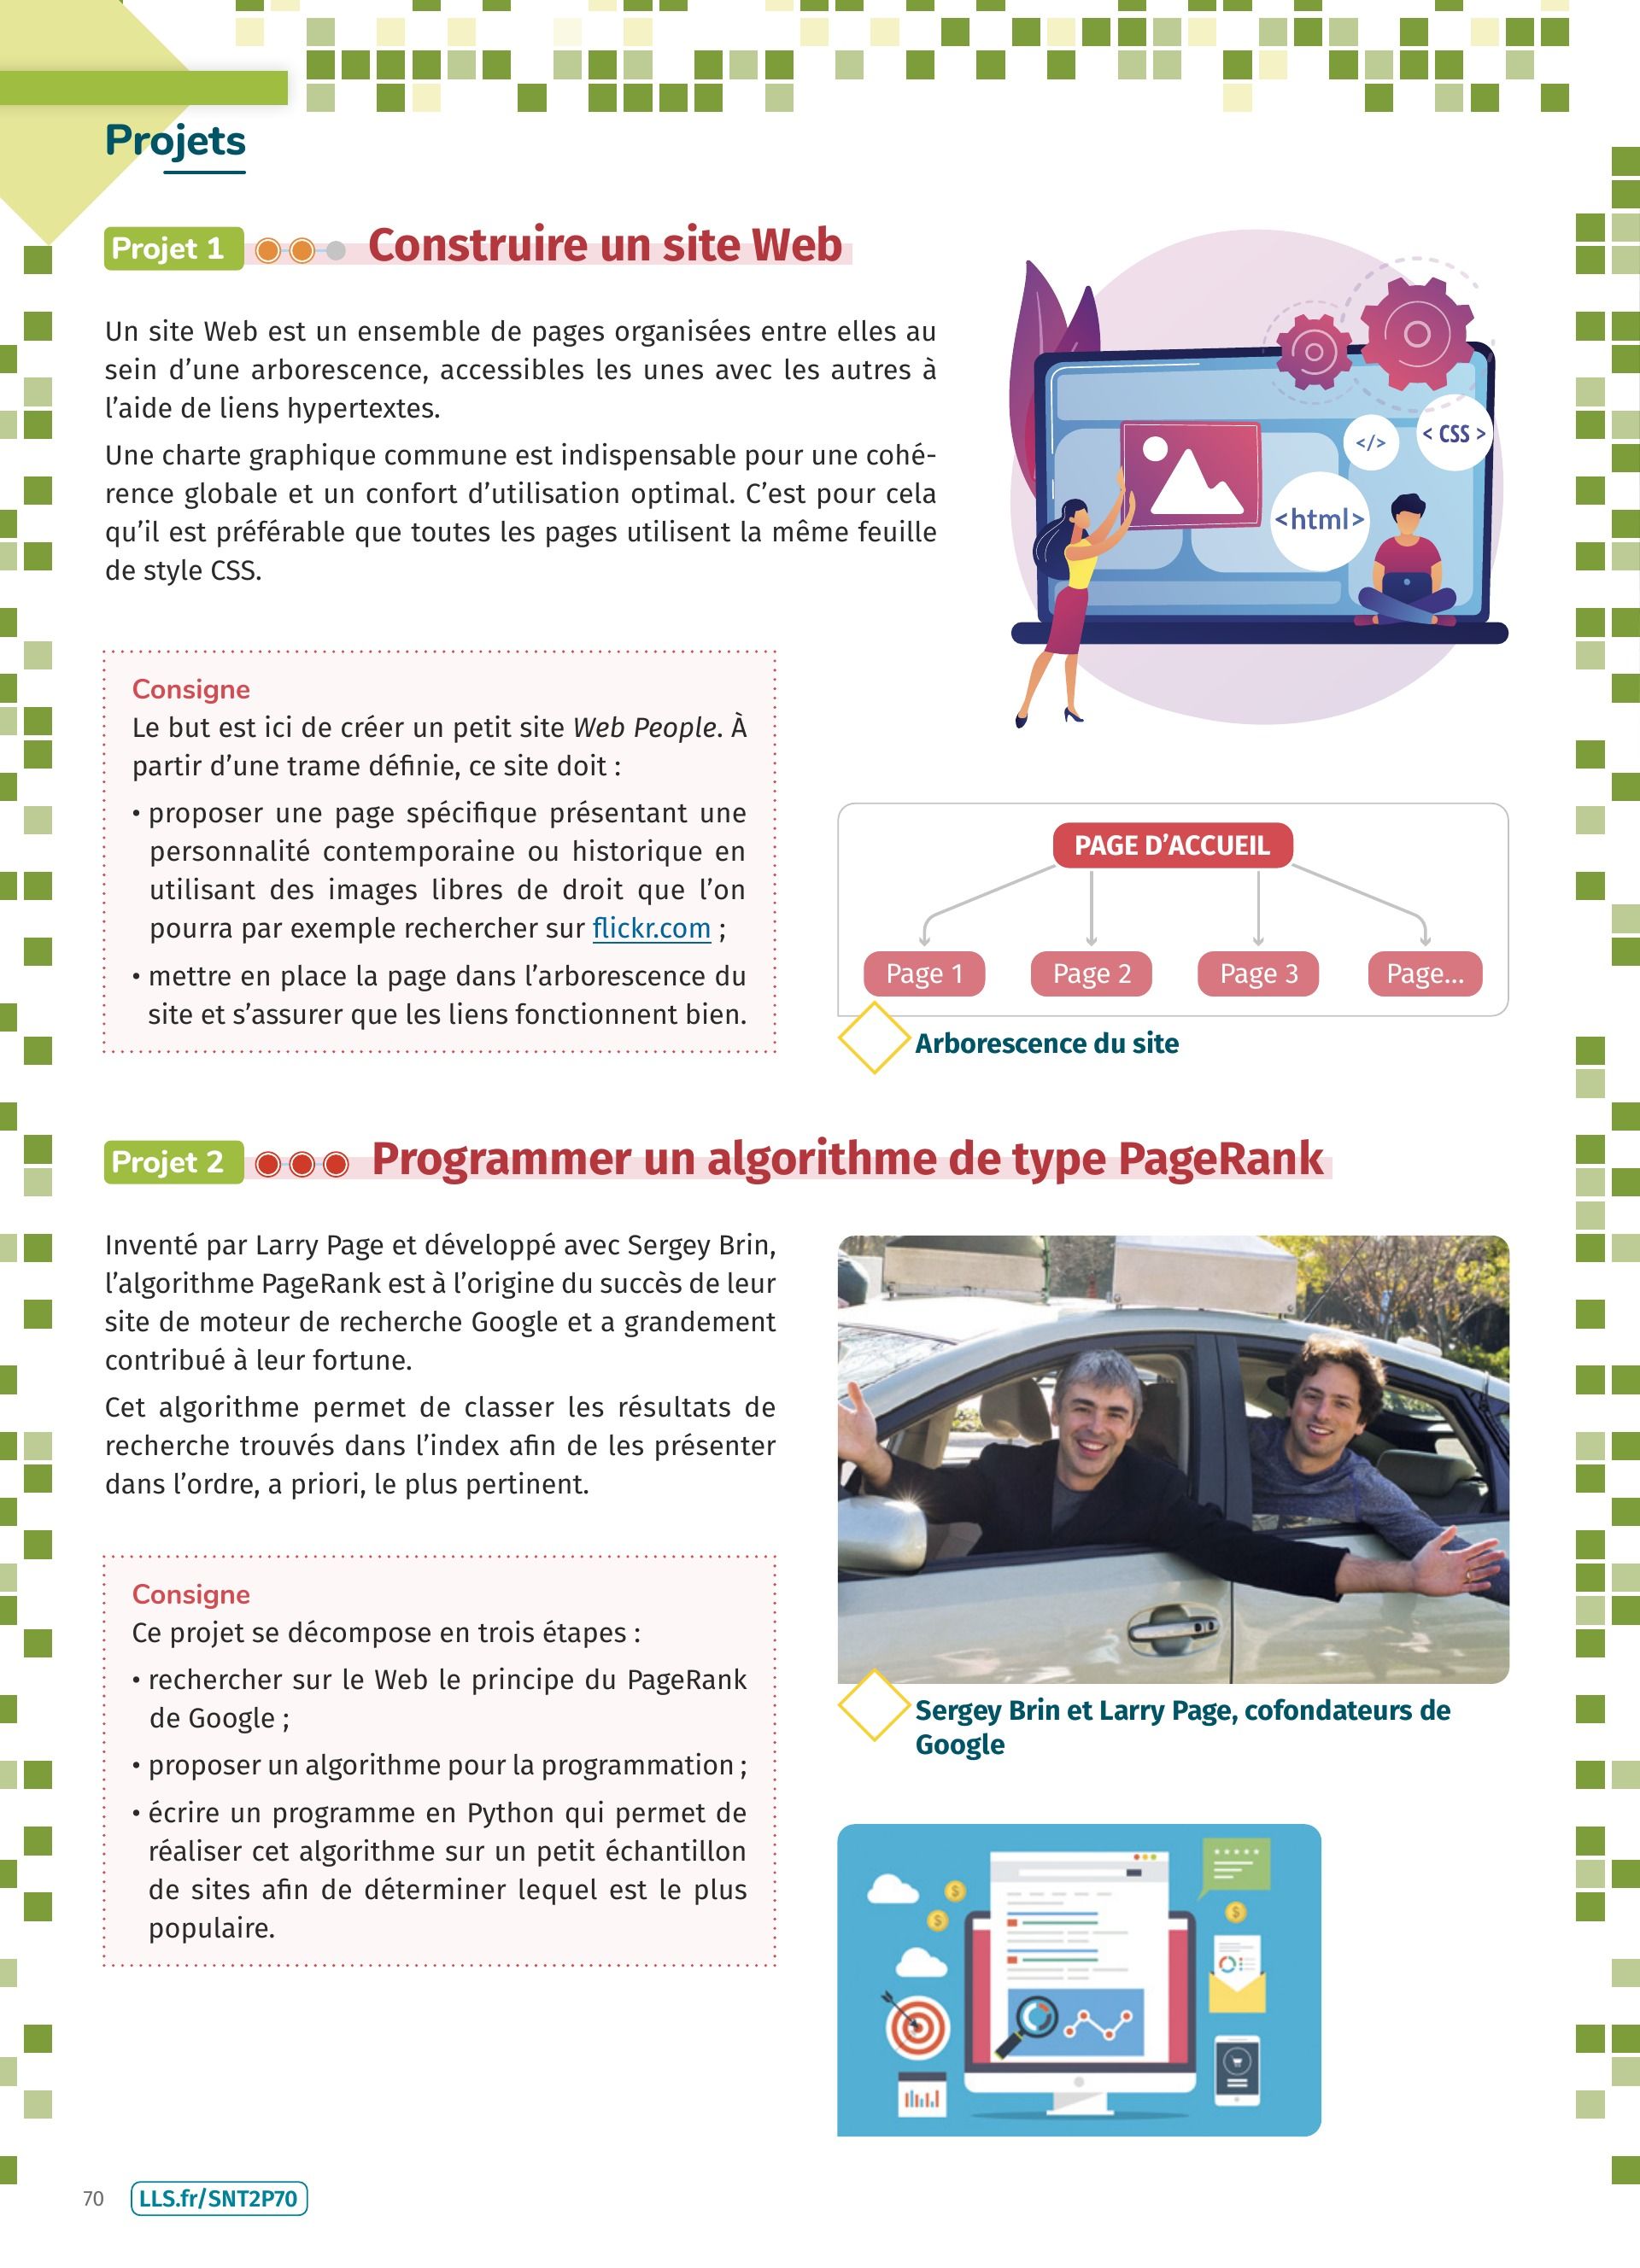 Projets
Projet 1
Construire un site Web
Un site Web est un ensemble de pages organisées entre elles au
sein d’une arborescence, accessibles les unes avec les autres à
l’aide de liens hypertextes.
Une charte graphique commune est indispensable pour une cohé-
rence globale et un confort d’utilisation optimal. C’est pour cela
qu’il est préférable que toutes les pages utilisent la même feuille
de style CSS.
</>
< CSS >
<html>
Consigne
Le but est ici de créer un petit site Web People. À
partir d’une trame définie, ce site doit :
• proposer une page spécifique présentant une
personnalité contemporaine ou historique en
utilisant des images libres de droit que l’on
pourra par exemple rechercher sur flickr.com ;
• mettre en place la page dans l’arborescence du
site et s’assurer que les liens fonctionnent bien.
PAGE D’ACCUEIL
Page 1
Page 2
Page 3
Page...
Arborescence du site
Projet 2
Programmer un algorithme de type PageRank
Inventé par Larry Page et développé avec Sergey Brin,
l’algorithme PageRank est à l’origine du succès de leur
site de moteur de recherche Google et a grandement
contribué à leur fortune.
Cet algorithme permet de classer les résultats de
recherche trouvés dans l’index afin de les présenter
dans l’ordre, a priori, le plus pertinent.
Consigne
Ce projet se décompose en trois étapes :
• rechercher sur le Web le principe du PageRank
de Google ;
• proposer un algorithme pour la programmation ;
• écrire un programme en Python qui permet de
réaliser cet algorithme sur un petit échantillon
de sites afin de déterminer lequel est le plus
populaire.
Sergey Brin et Larry Page, cofondateurs de
Google
$
$
$
70
LLS.fr/SNT2P70